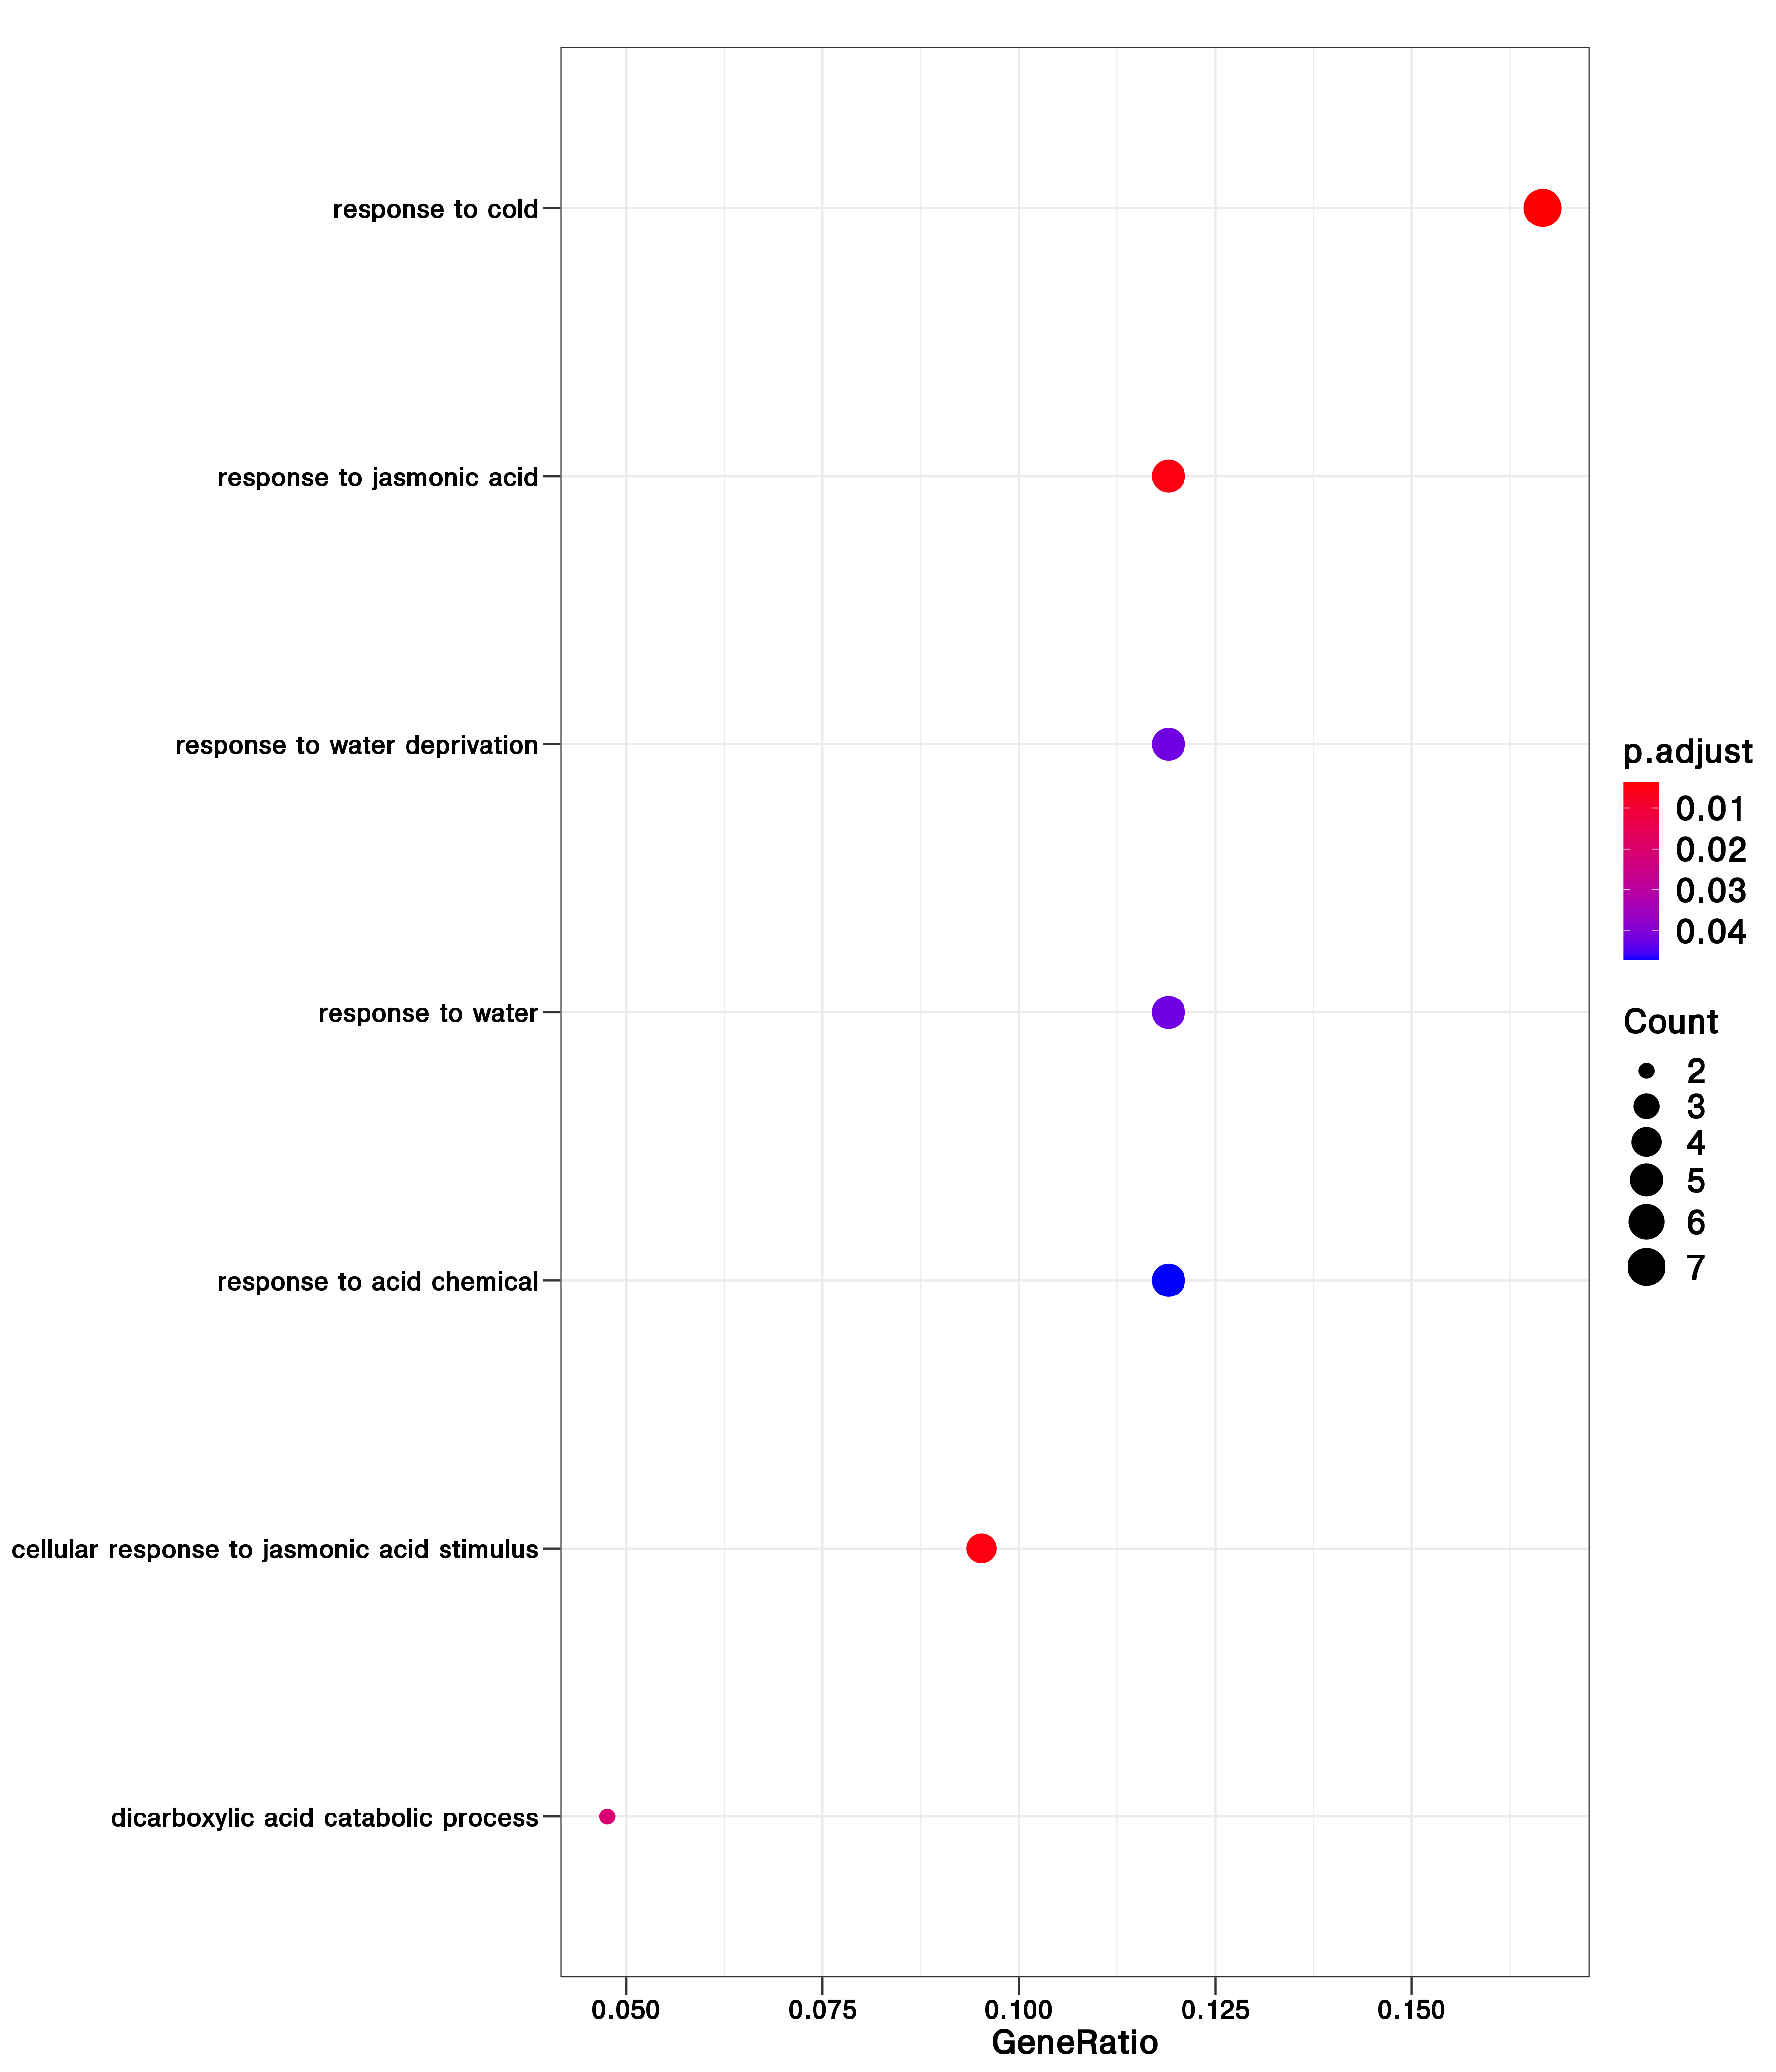 response to cold
response to jasmonic acid
response to water deprivation
response to water
response to acid chemical
cellular response to jasmonic acid stimulus
dicarboxylic acid catabolic process
0.050 0.075 0.100 0.125 0.150
GeneRatio
p.adjust
0.01
0.02
0.03
0.04
Count
2
3
4
5
6
7